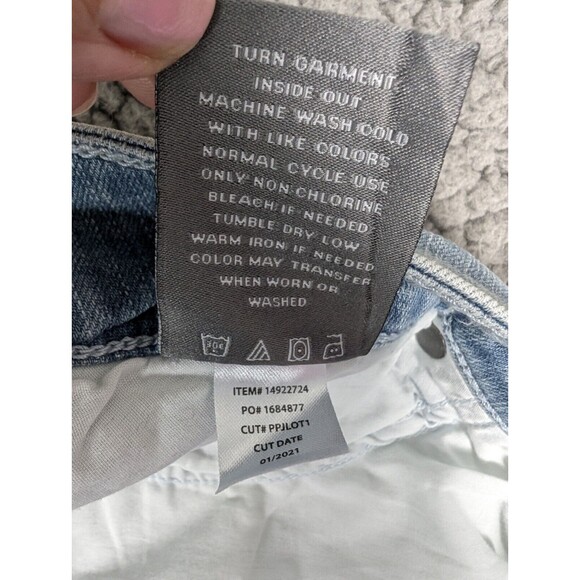 TURN GARMENT
INSIDE OUT
MACHINE WASH COLD
WITH LIKE COLORS
NORMAL CYCLE USE
ONLY NON CHLORINE
BLEACH IF NEEDED
TUMBLE DRY LOW
WARM IRON IF NEEDED
COLOR MAY TRANSFER
WHEN WORN OR
WASHED
ITEM# 14922724
PO# 1684877
CUT# PPJLOT1
CUT DATE
01/2021